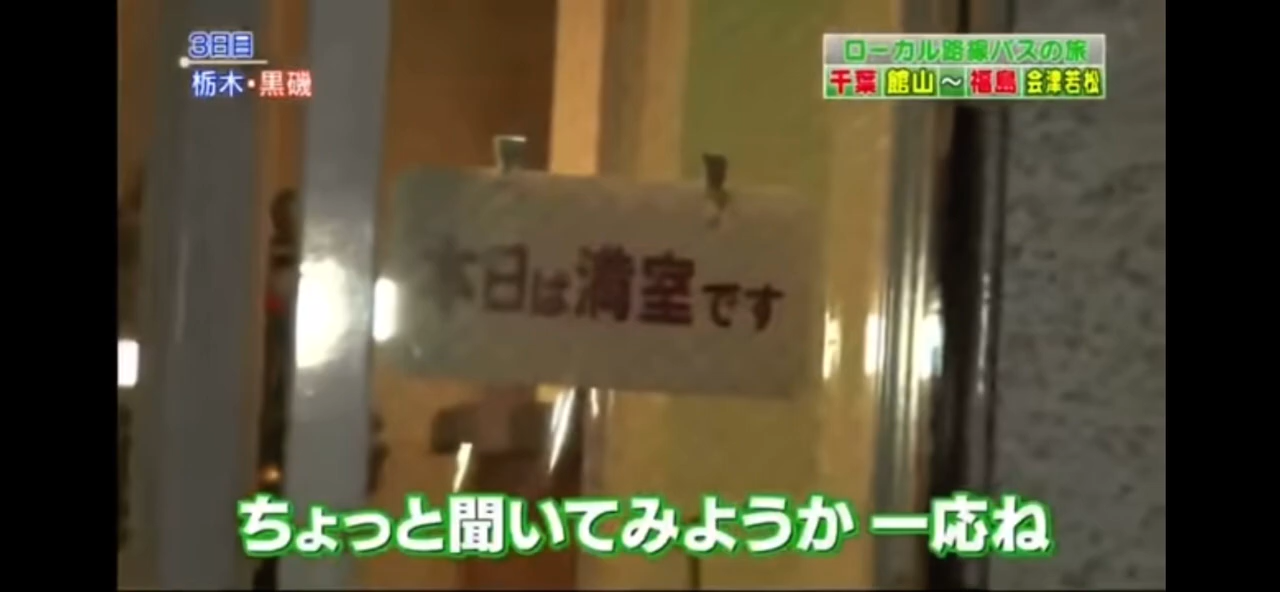 3日目
栃木・黒磯
ローカル路線バスの旅
千葉 館山～福島 会津若松
本日は満室です
ちょっと聞いてみようか 一応ね